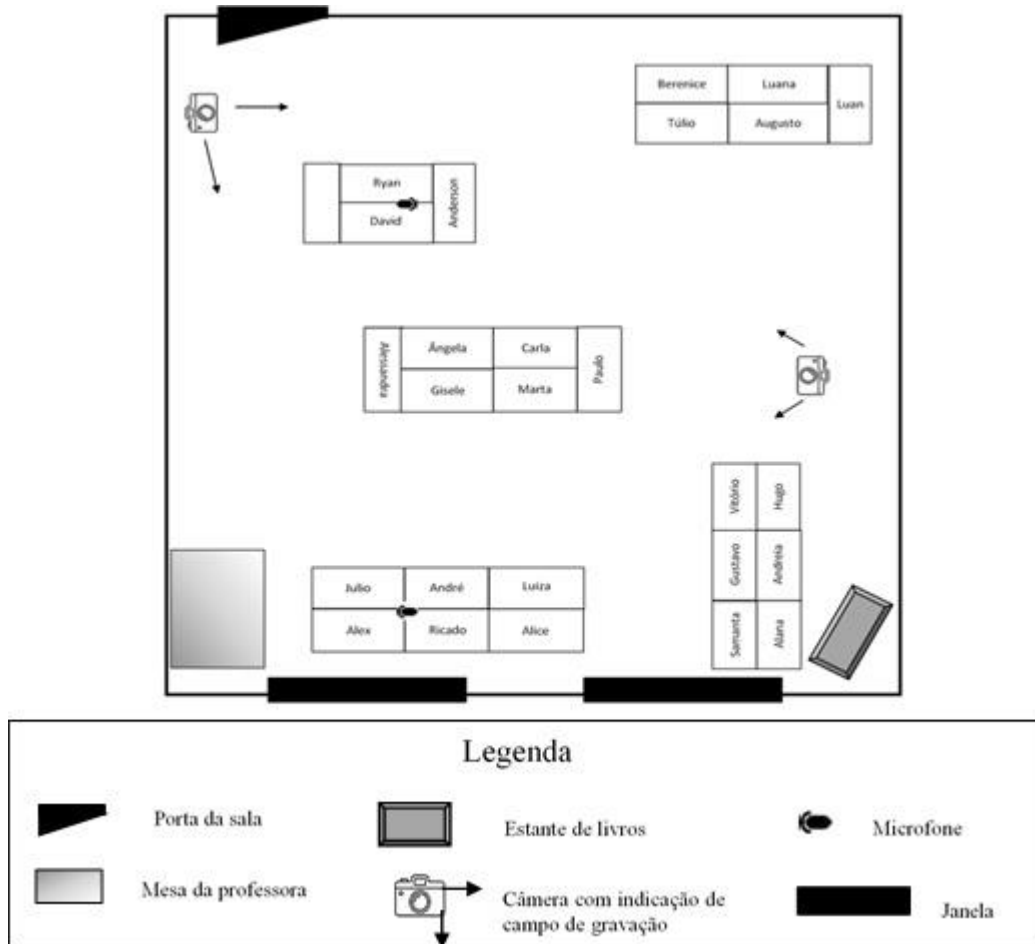 Berenice Luana Luan
Túlio Augusto
Ryan
David
Anderson
Alessandra
Ângela Carla
Gisele Marta
Paulo
Vitório Hugo
Gustavo Andreia
Samanta Alana
Julio André Luiza
Alex Ricado Alice
Legenda
Porta da sala
Estante de livros
Microfone
Mesa da professora
Câmera com indicação de
campo de gravação
Janela